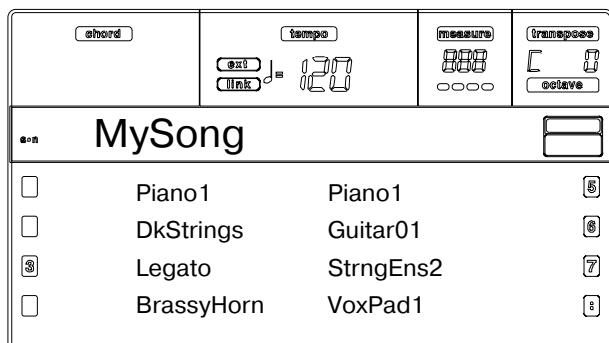 chord tempo measure transpose
ext
link = 120 888 C 0
octave
MySong
Piano1 Piano1 5
DkStrings Guitar01 6
3 Legato StrngEns2 7
BrassyHorn VoxPad1